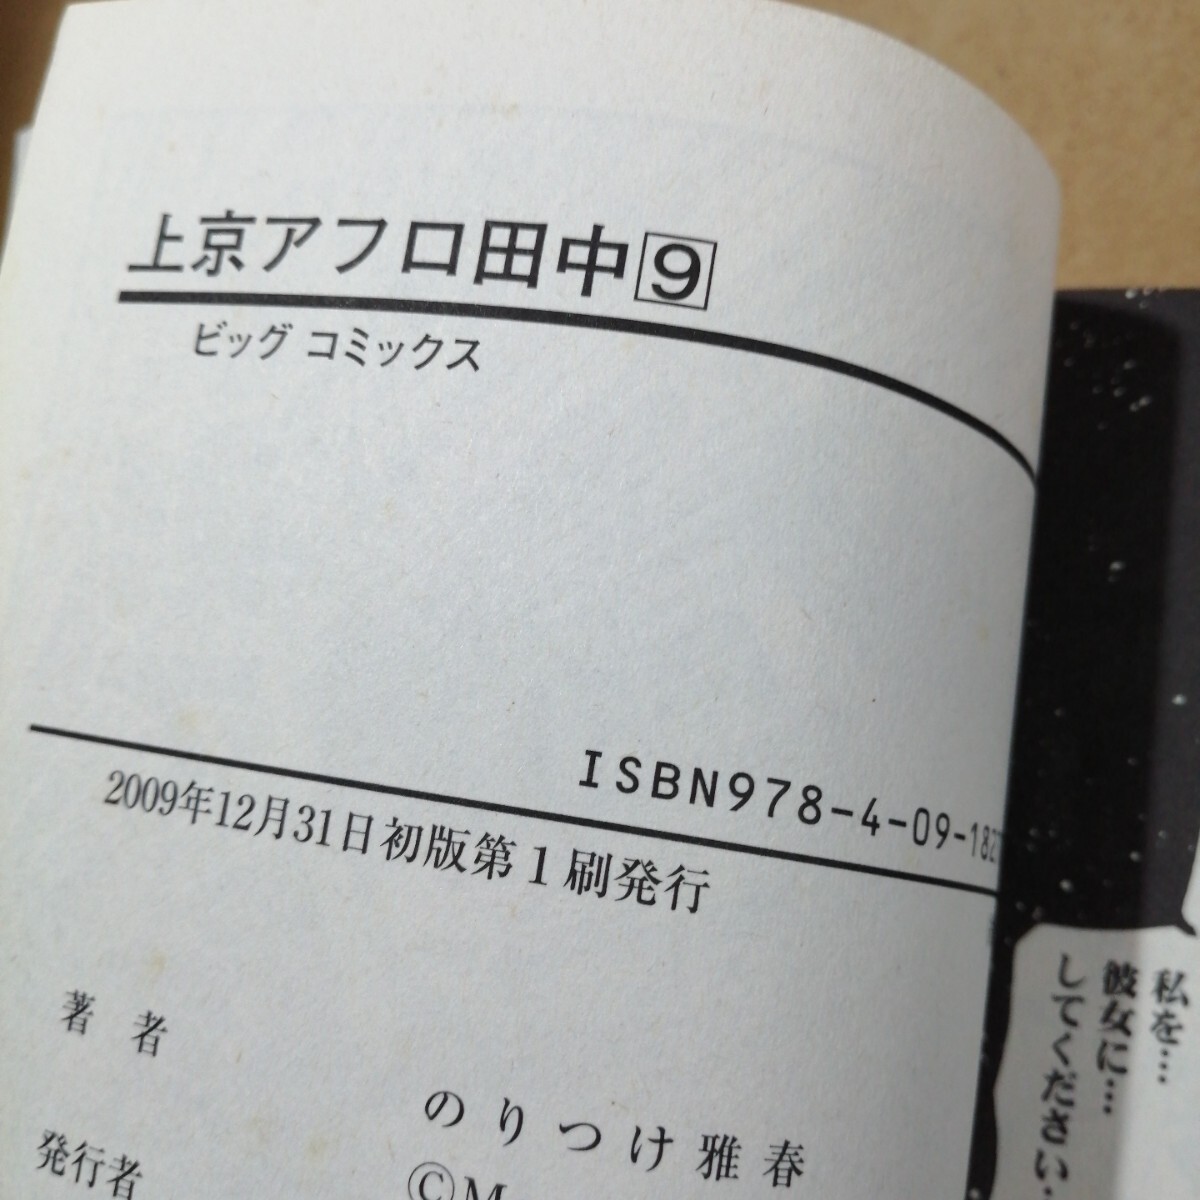 上京アフロ田中9
ビッグ コミックス
ISBN978-4-09-182
2009年12月31日初版第1刷発行
著 者
のりつけ雅春
©M
発行者
私を…
彼女に…
してください